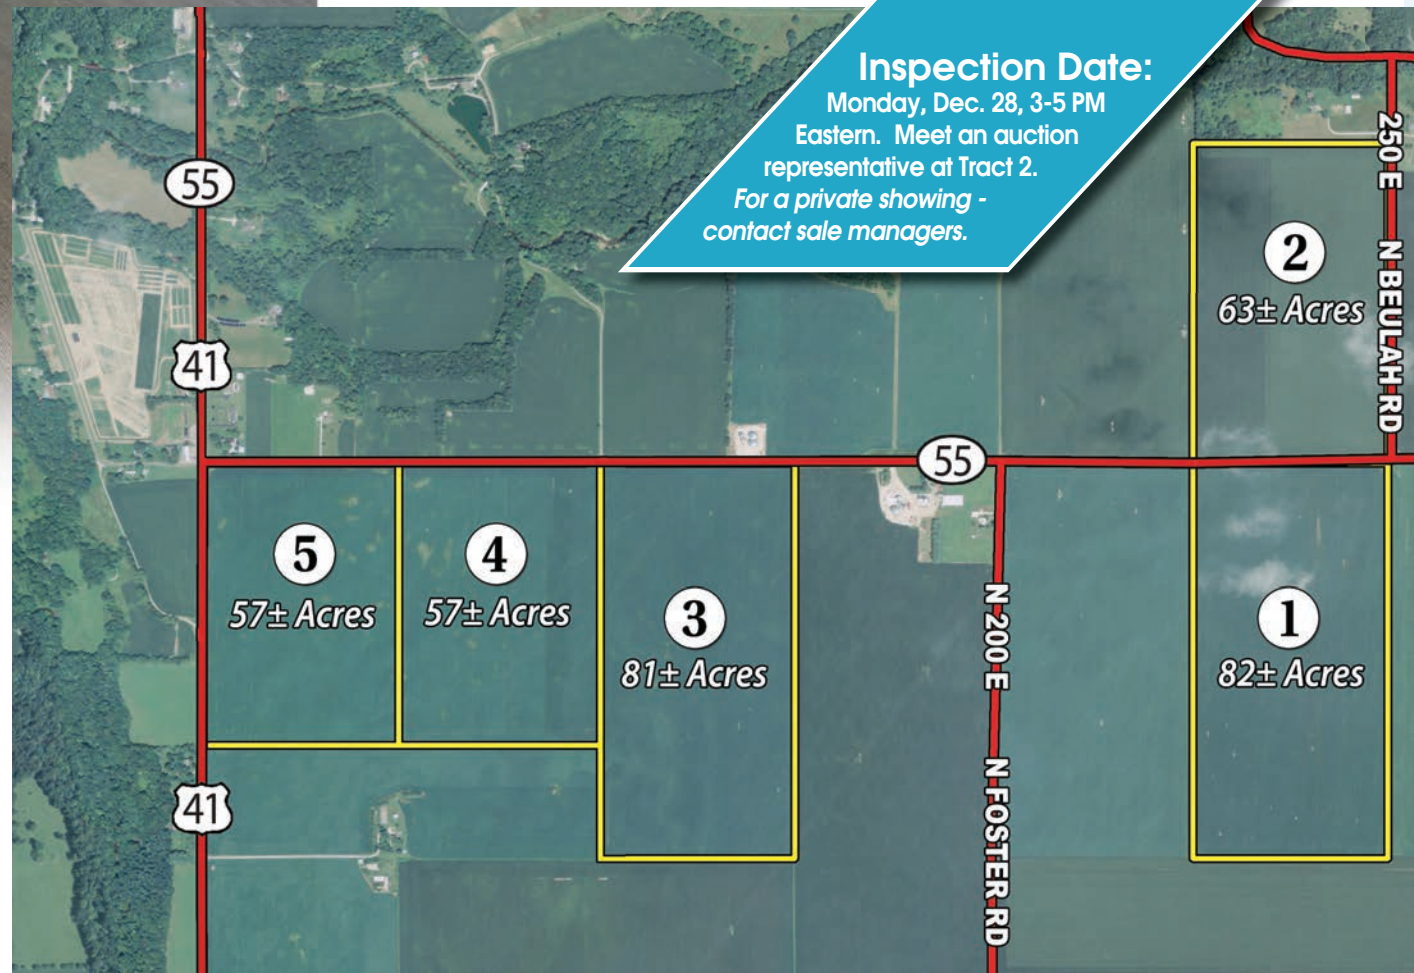 Inspection Date:
Monday, Dec. 28, 3-5 PM
Eastern. Meet an auction
representative at Tract 2.
For a private showing -
contact sale managers.
55
41
250 E
N BEULAH RD
2
63± Acres
55
5
57± Acres
4
57± Acres
3
81± Acres
N 200 E
N FOSTER RD
1
82± Acres
41